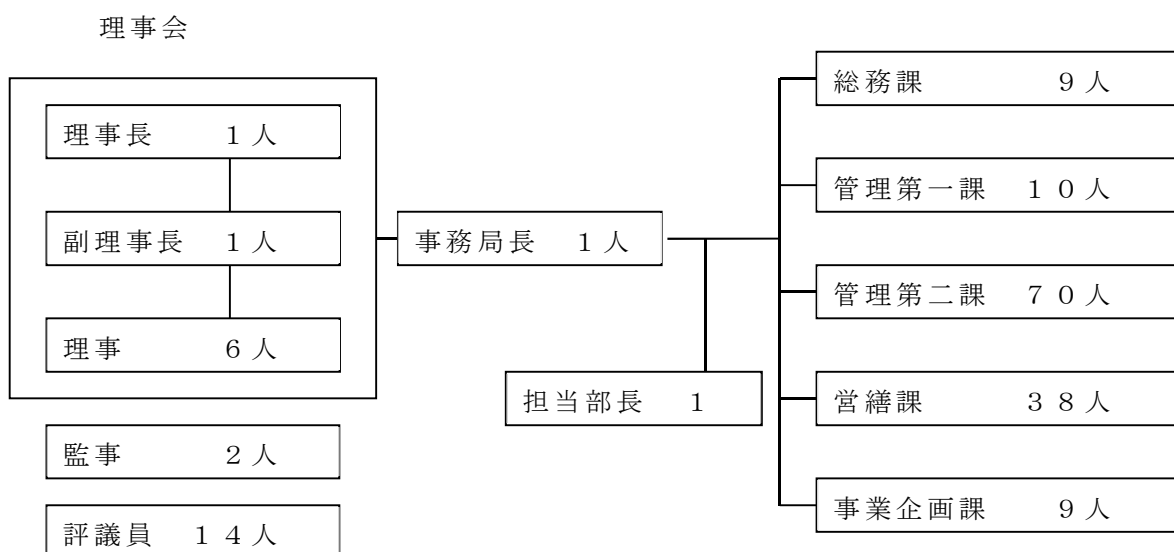 理事会
理事長　１人
副理事長　１人
理事　６人
監事　２人
評議員　１４人
事務局長　１人
担当部長　１
総務課　９人
管理第一課　１０人
管理第二課　７０人
営繕課　３８人
事業企画課　９人